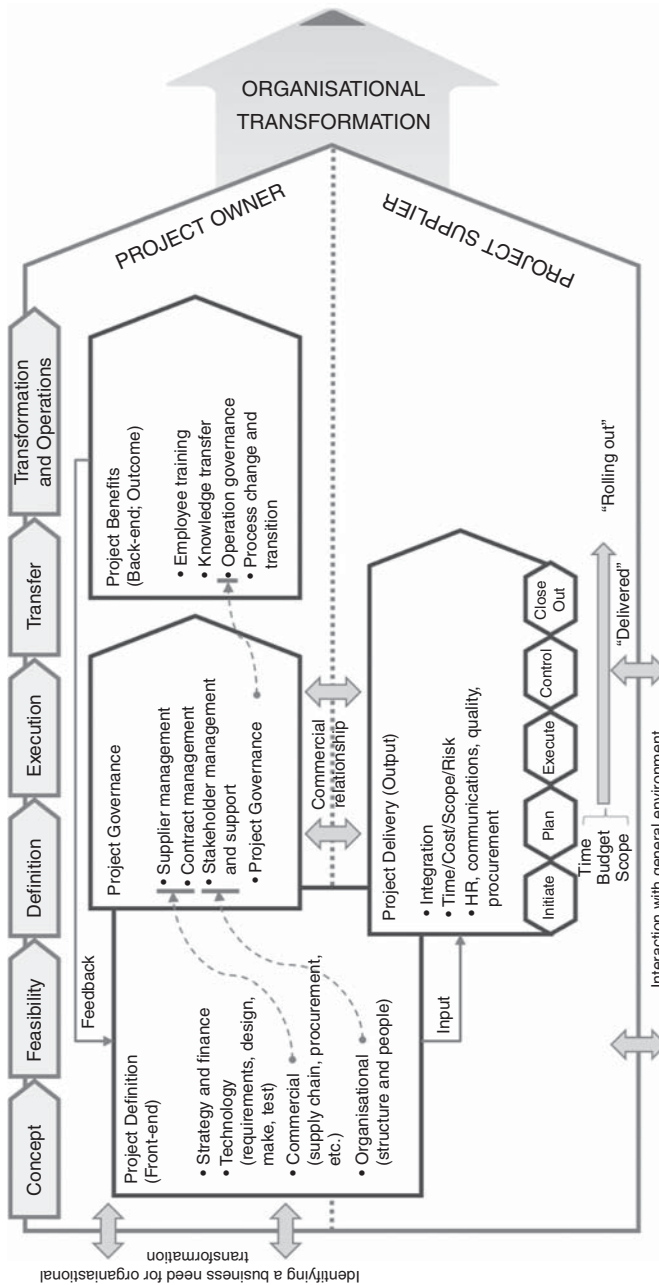 Concept
Feasibility
Definition
Execution
Transfer
Transformation
and Operations
Identifying a business need for organisational
transformation
Feedback
Project Definition
(Front-end)
• Strategy and finance
• Technology
(requirements, design,
make, test)
• Commercial
(supply chain, procurement,
etc.)
• Organisational
(structure and people)
Project Governance
• Supplier management
• Contract management
• Stakeholder management
and support
• Project Governance
Project Benefits
(Back-end; Outcome)
• Employee training
• Knowledge transfer
• Operation governance
• Process change and
transition
PROJECT OWNER
ORGANISATIONAL
TRANSFORMATION
PROJECT SUPPLIER
Commercial
relationship
Input
Project Delivery (Output)
• Integration
• Time/Cost/Scope/Risk
• HR, communications, quality,
procurement
Initiate
Plan
Execute
Control
Close
Out
Time
Budget
Scope
“Delivered”
“Rolling out”
Interaction with general environment